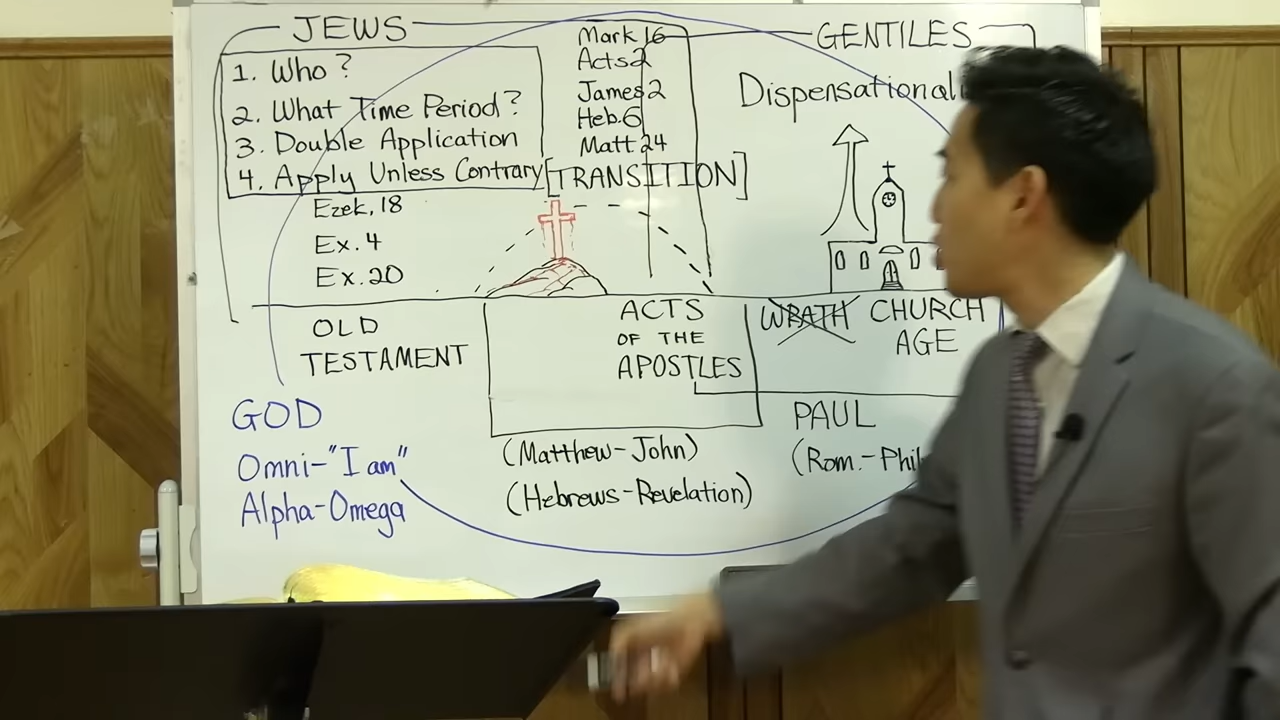 JEWS
1. Who?
2. What Time Period?
3. Double Application
4. Apply Unless Contrary
Ezek. 18
Ex. 4
Ex. 20
Mark 16
Acts 2
James 2
Heb. 6
Matt 24
[TRANSITION]
GENTILES
OLD
TESTAMENT
ACTS
OF THE
APOSTLES
WRATH
CHURCH
AGE
GOD
Omni-"I am"
Alpha-Omega
(Matthew-John)
(Hebrews-Revelation)
PAUL
(Rom.-Phil